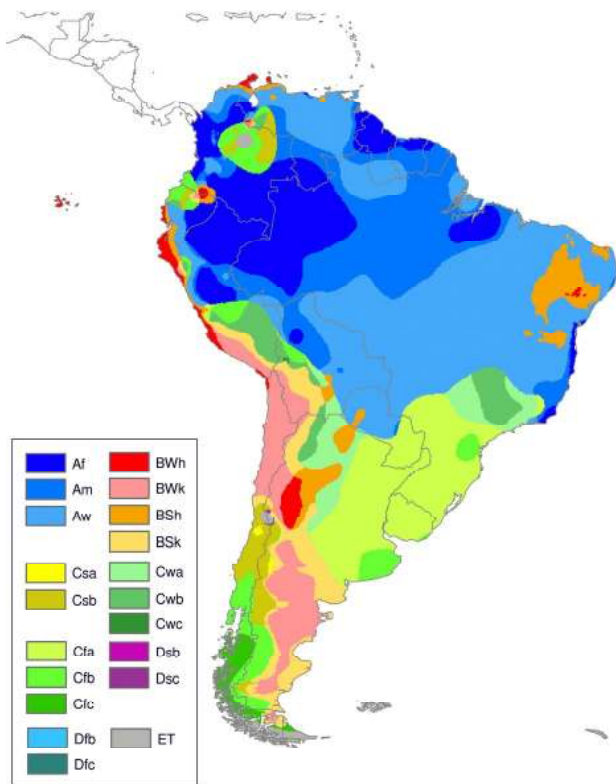 Af
Am
Aw
Csa
Csb
Cfa
Cfb
Cfc
Dfb
Dfc
BWh
BWk
BSh
BSk
Cwa
Cwb
Cwc
Dsb
Dsc
ET